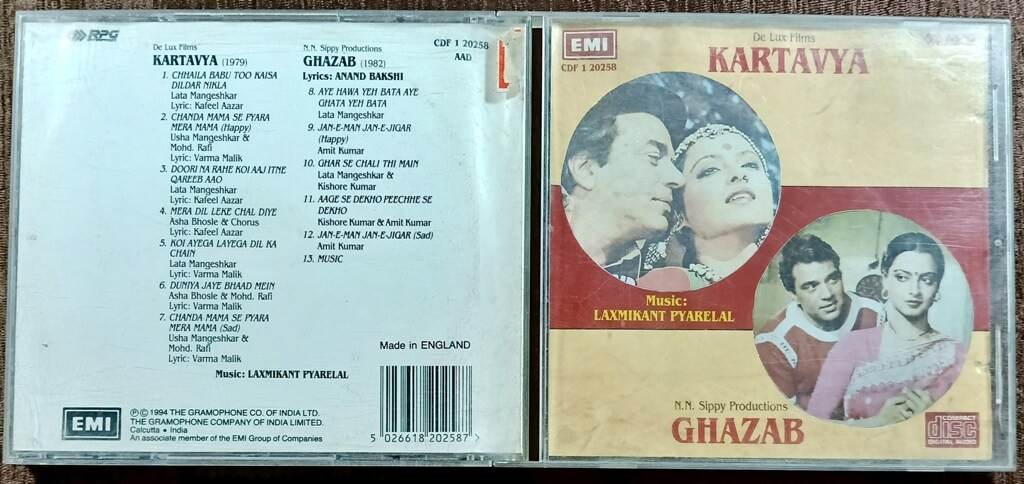 RPG
CDF 1 20258
AAD
De Lux Films
KARTAVYA (1979)
1. CHHAILA BABU TOO KAISA
DILDAR NIKLA
Lata Mangeshkar
Lyric: Kafeel Aazar
2. CHANDA MAMA SE PYARA
MERA MAMA (Happy)
Usha Mangeshkar &
Mohd. Rafi
Lyric: Varma Malik
3. DOORI NA RAHE KOI AAJ ITNE
QAREEB AAO
Lata Mangeshkar
Lyric: Kafeel Aazar
4. MERA DIL LEKE CHAL DIYE
Asha Bhosle & Chorus
Lyric: Kafeel Aazar
5. KOI AYEGA LAYEGA DIL KA
CHAIN
Lata Mangeshkar
Lyric: Varma Malik
6. DUNIYA JAYE BHAAD MEIN
Asha Bhosle & Mohd. Rafi
Lyric: Varma Malik
7. CHANDA MAMA SE PYARA
MERA MAMA (Sad)
Usha Mangeshkar &
Mohd. Rafi
Lyric: Varma Malik
N.N. Sippy Productions
GHAZAB (1982)
Lyrics: ANAND BAKSHI
8. AYE HAWA YEH BATA AYE
GHATA YEH BATA
Lata Mangeshkar
9. JAN-E-MAN JAN-E-JIGAR
(Happy)
Amit Kumar
10. GHAR SE CHALI THI MAIN
Lata Mangeshkar &
Kishore Kumar
11. AAGE SE DEKHO PEECHHE SE
DEKHO
Kishore Kumar & Amit Kumar
12. JAN-E-MAN JAN-E-JIGAR (Sad)
Amit Kumar
13. MUSIC
Made in ENGLAND
Music: LAXMIKANT PYARELAL
EMI
℗ © 1994 THE GRAMOPHONE CO. OF INDIA LTD.
THE GRAMOPHONE COMPANY OF INDIA LIMITED.
Calcutta • India
An associate member of the EMI Group of Companies
5 026618 202587 >
EMI
CDF 1 20258
De Lux Films
KARTAVYA
Music:
LAXMIKANT PYARELAL
N.N. Sippy Productions
GHAZAB
COMPACT
disc
DIGITAL AUDIO